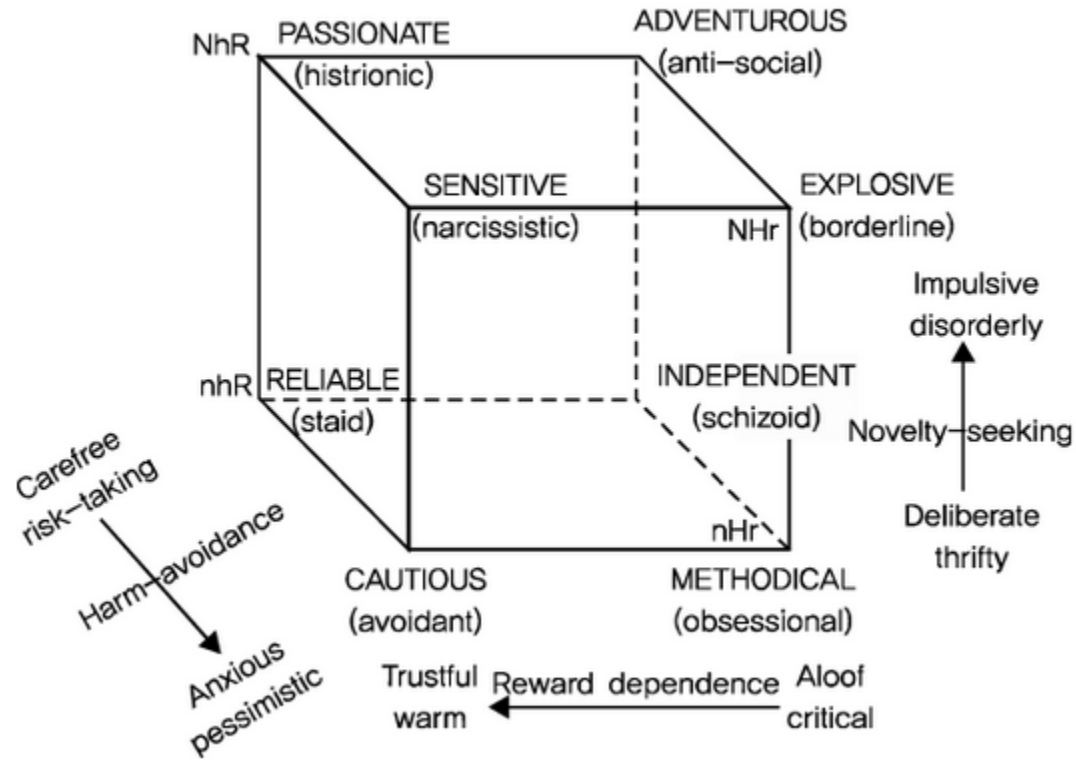 NhR
PASSIONATE
(histrionic)
ADVENTUROUS
(anti-social)
SENSITIVE
(narcissistic)
EXPLOSIVE
NHr
(borderline)
Impulsive
disorderly
nhR
RELIABLE
(staid)
INDEPENDENT
(schizoid)
Novelty-seeking
Carefree
risk-taking
Harm-avoidance
Deliberate
thrifty
nHr
CAUTIOUS
(avoidant)
METHODICAL
(obsessional)
Anxious
pessimistic
Trustful
warm
Reward dependence
Aloof
critical